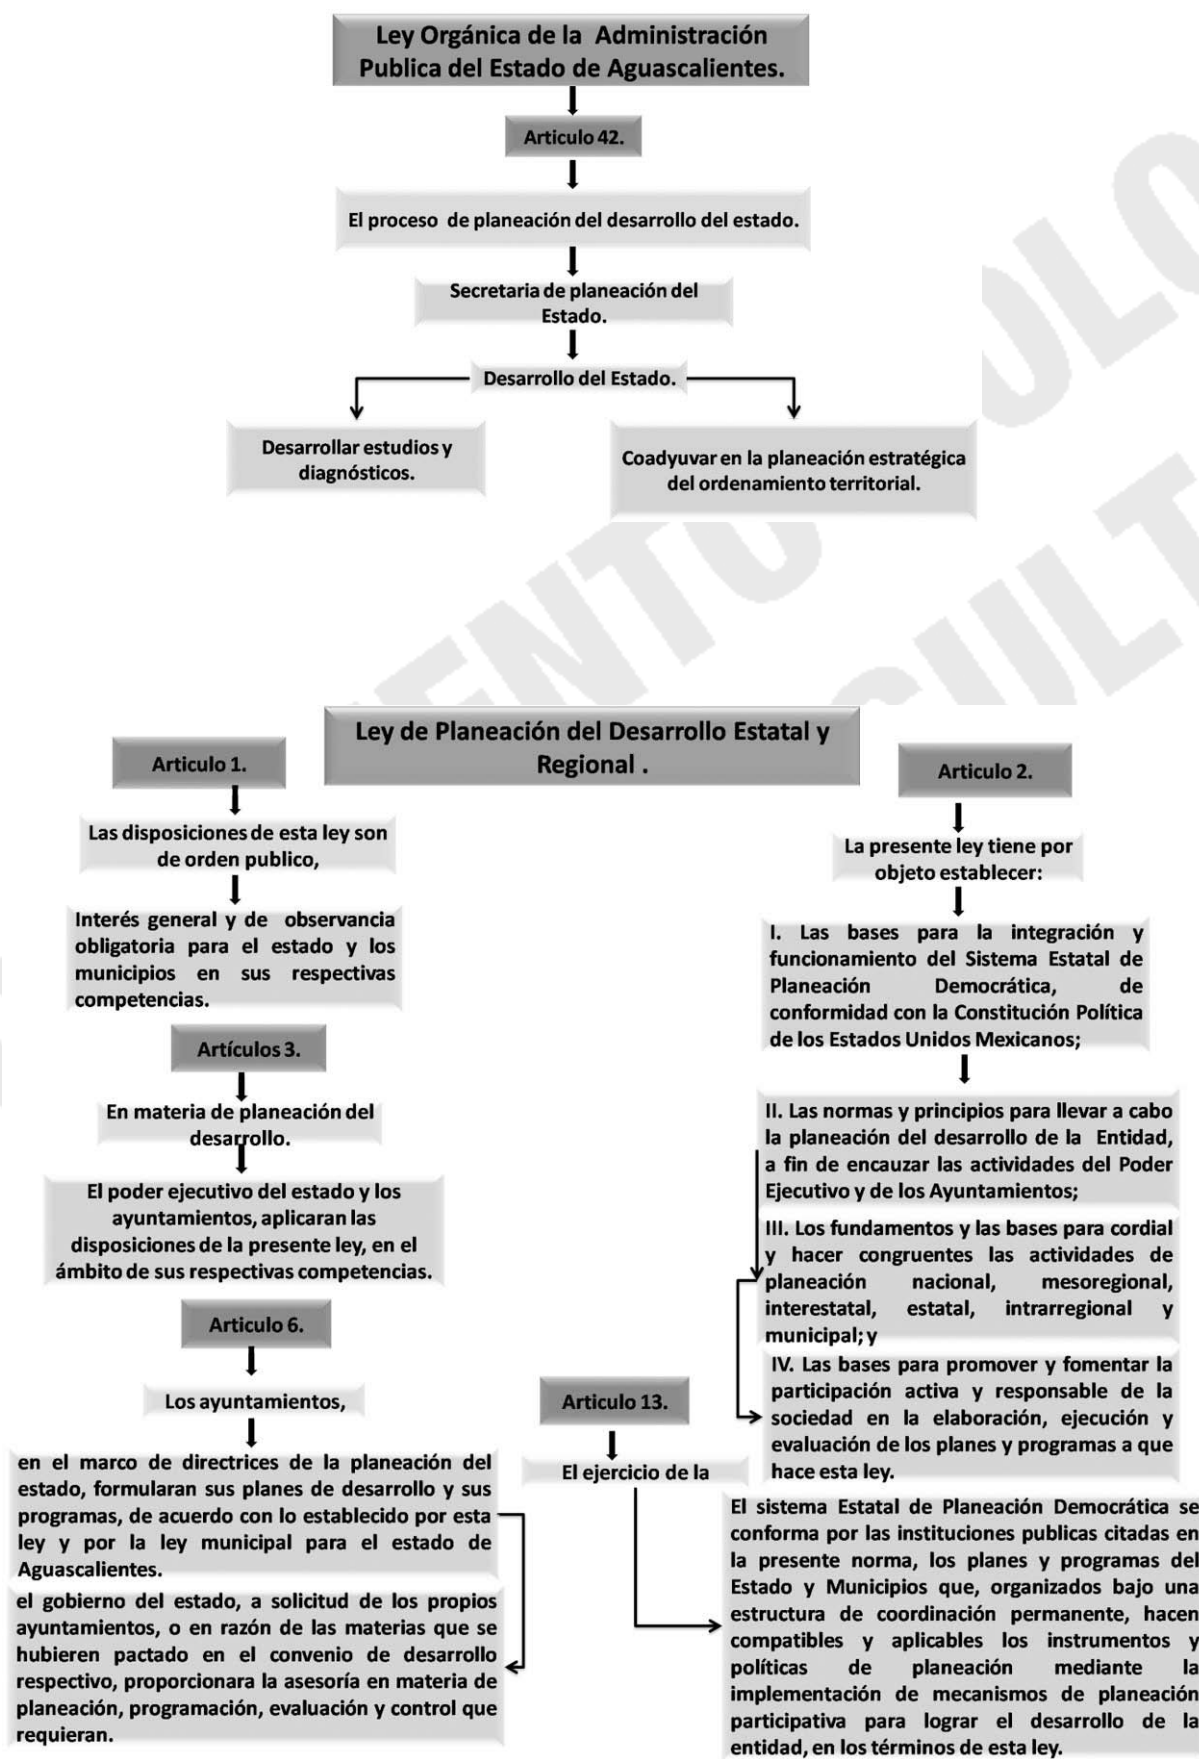 Ley Orgánica de la Administración
Publica del Estado de Aguascalientes.
Articulo 42.
El proceso de planeación del desarrollo del estado.
Secretaria de planeación del
Estado.
Desarrollo del Estado.
Desarrollar estudios y
diagnósticos.
Coadyuvar en la planeación estratégica
del ordenamiento territorial.
Ley de Planeación del Desarrollo Estatal y
Regional .
Articulo 1.
Las disposiciones de esta ley son
de orden publico,
Interés general y de observancia
obligatoria para el estado y los
municipios en sus respectivas
competencias.
Artículos 3.
En materia de planeación del
desarrollo.
El poder ejecutivo del estado y los
ayuntamientos, aplicaran las
disposiciones de la presente ley, en el
ámbito de sus respectivas competencias.
Articulo 6.
Los ayuntamientos,
en el marco de directrices de la planeación del
estado, formularan sus planes de desarrollo y sus
programas, de acuerdo con lo establecido por esta
ley y por la ley municipal para el estado de
Aguascalientes.
el gobierno del estado, a solicitud de los propios
ayuntamientos, o en razón de las materias que se
hubieren pactado en el convenio de desarrollo
respectivo, proporcionara la asesoría en materia de
planeación, programación, evaluación y control que
requieran.
Articulo 2.
La presente ley tiene por
objeto establecer:
I. Las bases para la integración y
funcionamiento del Sistema Estatal de
Planeación Democrática, de
conformidad con la Constitución Política
de los Estados Unidos Mexicanos;
II. Las normas y principios para llevar a cabo
la planeación del desarrollo de la Entidad,
a fin de encauzar las actividades del Poder
Ejecutivo y de los Ayuntamientos;
III. Los fundamentos y las bases para cordial
y hacer congruentes las actividades de
planeación nacional, mesoregional,
interestatal, estatal, intrarregional y
municipal; y
IV. Las bases para promover y fomentar la
participación activa y responsable de la
sociedad en la elaboración, ejecución y
evaluación de los planes y programas a que
hace esta ley.
Articulo 13.
El ejercicio de la
El sistema Estatal de Planeación Democrática se
conforma por las instituciones publicas citadas en
la presente norma, los planes y programas del
Estado y Municipios que, organizados bajo una
estructura de coordinación permanente, hacen
compatibles y aplicables los instrumentos y
políticas de planeación mediante la
implementación de mecanismos de planeación
participativa para lograr el desarrollo de la
entidad, en los términos de esta ley.